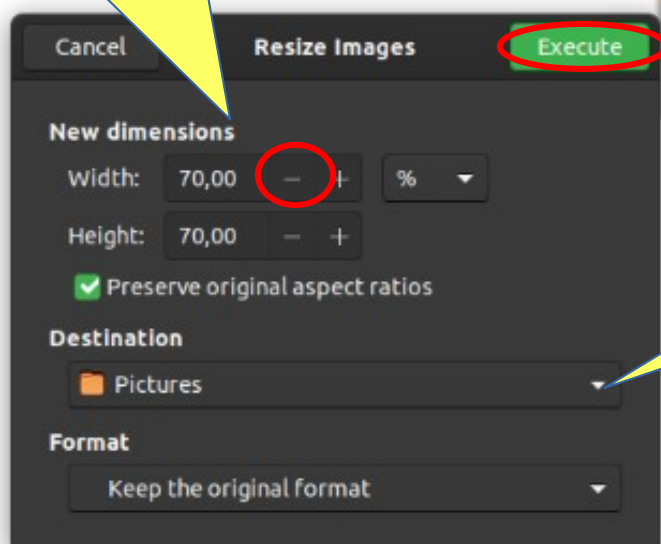 Cancel Resize Images Execute
New dimensions
Width: 70,00 − + %
Height: 70,00 − +
Preserve original aspect ratios
Destination
Pictures
Format
Keep the original format